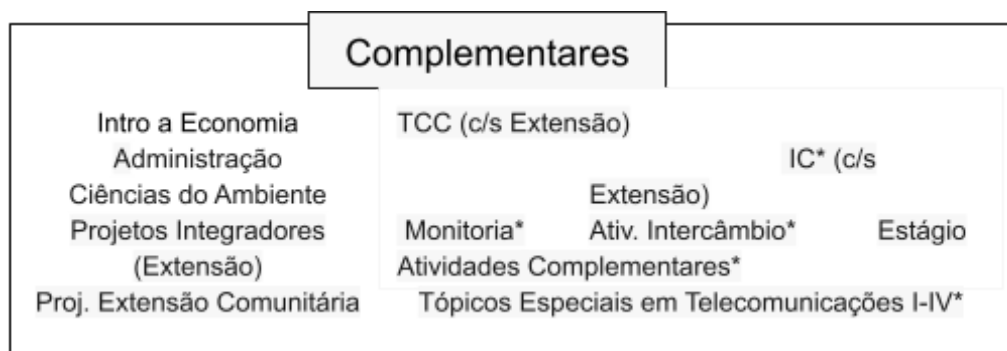 Complementares
Intro a Economia
Administração
Ciências do Ambiente
Projetos Integradores
(Extensão)
Proj. Extensão Comunitária
TCC (c/s Extensão)
IC* (c/s
Extensão)
Monitoria* Ativ. Intercâmbio* Estágio
Atividades Complementares*
Tópicos Especiais em Telecomunicações I-IV*